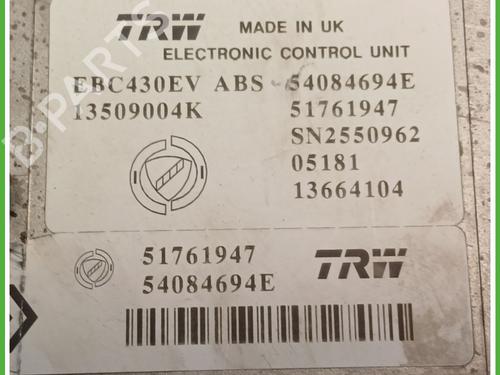 TRW MADE IN UK
ELECTRONIC CONTROL UNIT
EBC430EV ABS 54084694E
13509004K 51761947
SN2550962
05181
13664104
51761947 TRW
54084694E
B-PARTS